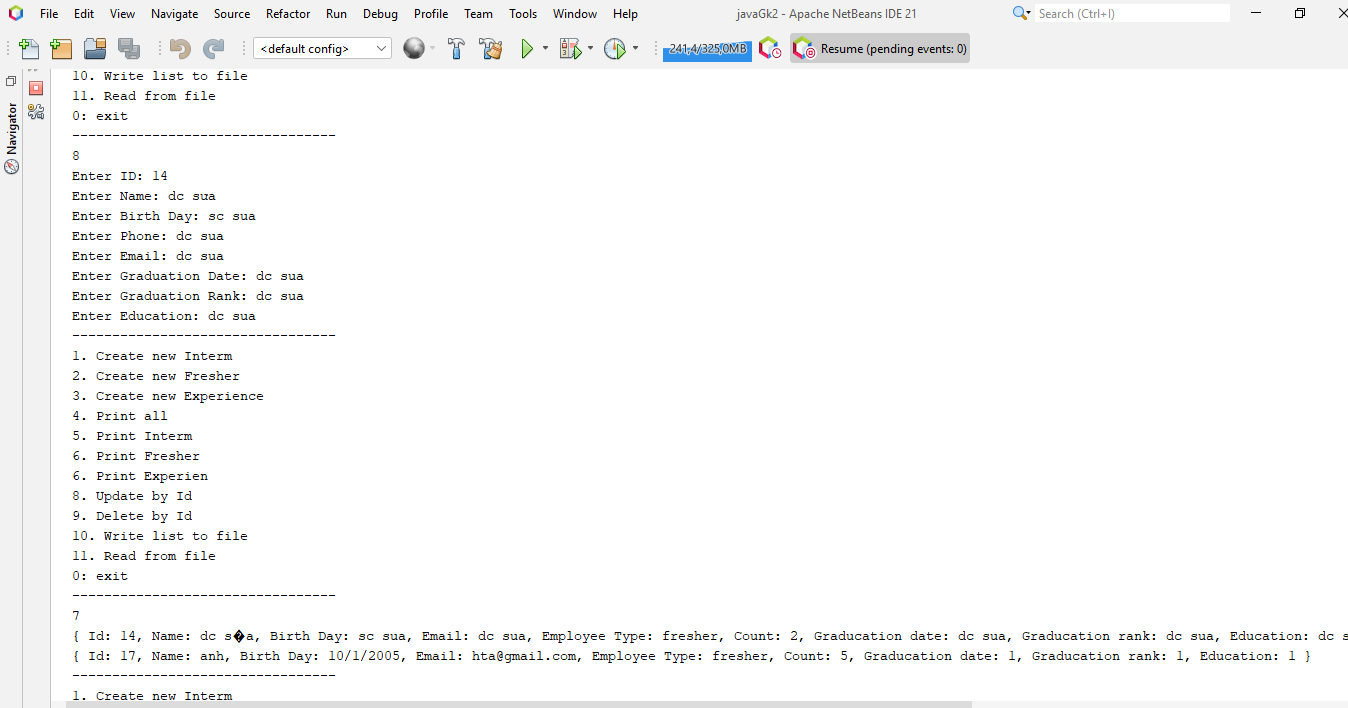 File Edit View Navigate Source Refactor Run Debug Profile Team Tools Window Help javaGk2 - Apache NetBeans IDE 21 Search (Ctrl+I)
<default config> 241,4/325,0MB Resume (pending events: 0)
Navigator
10. Write list to file
11. Read from file
0: exit
---------------------------------
8
Enter ID: 14
Enter Name: dc sua
Enter Birth Day: sc sua
Enter Phone: dc sua
Enter Email: dc sua
Enter Graduation Date: dc sua
Enter Graduation Rank: dc sua
Enter Education: dc sua
---------------------------------
1. Create new Interm
2. Create new Fresher
3. Create new Experience
4. Print all
5. Print Interm
6. Print Fresher
6. Print Experien
8. Update by Id
9. Delete by Id
10. Write list to file
11. Read from file
0: exit
---------------------------------
7
{ Id: 14, Name: dc s�a, Birth Day: sc sua, Email: dc sua, Employee Type: fresher, Count: 2, Graducation date: dc sua, Graducation rank: dc sua, Education: dc s
{ Id: 17, Name: anh, Birth Day: 10/1/2005, Email: hta@gmail.com, Employee Type: fresher, Count: 5, Graducation date: 1, Graducation rank: 1, Education: 1 }
---------------------------------
1. Create new Interm